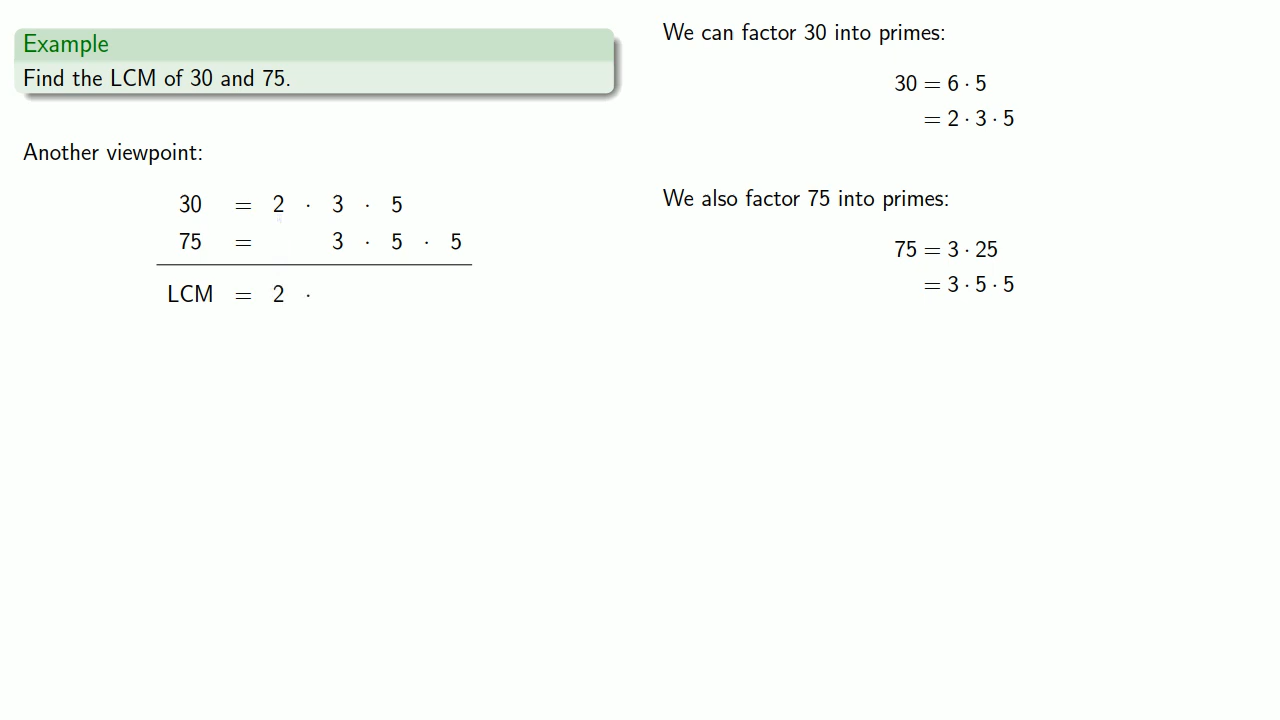 Example
Find the LCM of 30 and 75.
Another viewpoint:
30 = 2 · 3 · 5
75 = 3 · 5 · 5
LCM = 2 ·
We can factor 30 into primes:
30 = 6 · 5
= 2 · 3 · 5
We also factor 75 into primes:
75 = 3 · 25
= 3 · 5 · 5